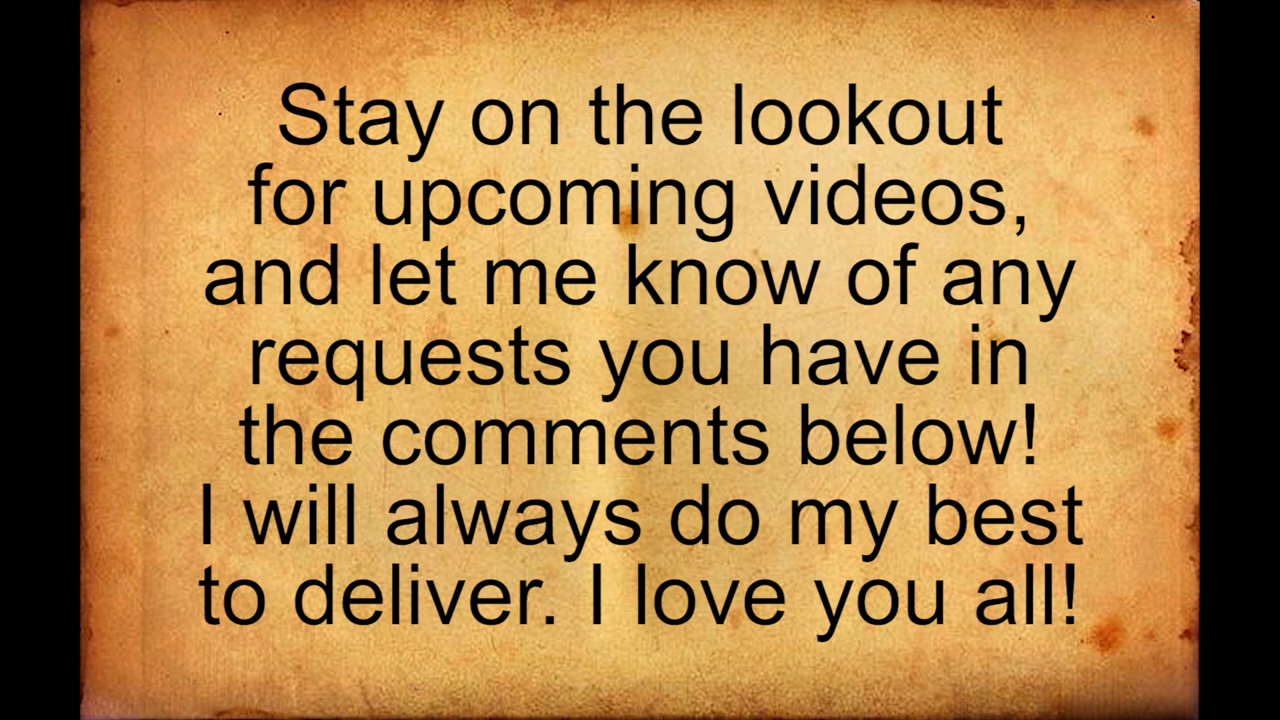 Stay on the lookout
for upcoming videos,
and let me know of any
requests you have in
the comments below!
I will always do my best
to deliver. I love you all!